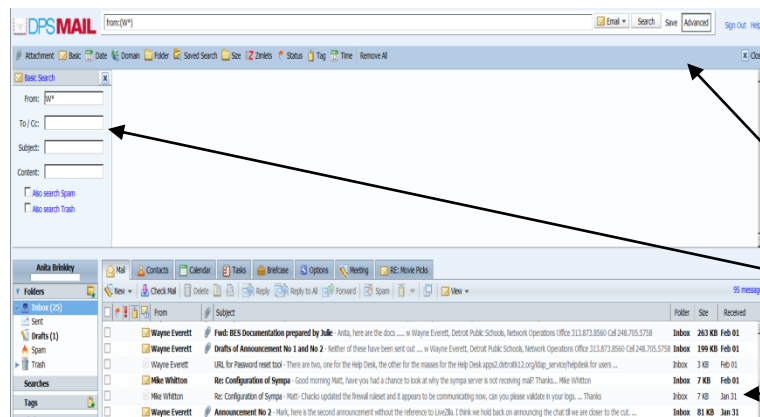 DPSMAIL from:(W*) Email Search Save Advanced Sign Out Help
Attachment Basic Date Domain Folder Saved Search Size Zimlets Status Tag Time Remove All Clos
Basic Search
From: W*
To / Cc:
Subject:
Content:
Also search Spam
Also search Trash
Anita Brinkley Mail Contacts Calendar Tasks Briefcase Options Meeting RE: Movie Picks
Folders New Check Mail Delete Reply Reply to All Forward Spam View 95 message
Inbox (25) From Subject Folder Size Received
Sent
Wayne Everett Fwd: BES Documentation prepared by Julie - Anita, here are the docs ..... w Wayne Everett, Detroit Public Schools, Network Operations Office 313.873.8560 Cell 248.705.5758 Inbox 263 KB Feb 01
Drafts (1)
Wayne Everett Drafts of Announcement No 1 and No 2 - Neither of these have been sent out .... w Wayne Everett, Detroit Public Schools, Network Operations Office 313.873.8560 Cell 248.705.5758 Inbox 199 KB Feb 01
Spam
Trash Wayne Everett URL for Password reset tool - There are two, one for the Help Desk, the other for the masses for the Help Desk apps2.detroitk12.org/ldap_service/helpdesk for users ... Inbox 3 KB Feb 01
Searches Mike Whitton Re: Configuration of Sympa - Good morning Matt, have you had a chance to look at why the sympa server is not receiving mail? Thanks... Mike Whitton Inbox 7 KB Feb 01
Mike Whitton Re: Configuration of Sympa - Matt- Chacko updated the firewall ruleset and it appears to be communicating now, can you please validate in your logs. ... Thanks Inbox 7 KB Jan 31
Tags Wayne Everett Announcement No 2 - Mark, here is the second announcement without the reference to LiveZilla. I think we hold back on announcing the chat til we are closer to the cut. ... Inbox 81 KB Jan 31